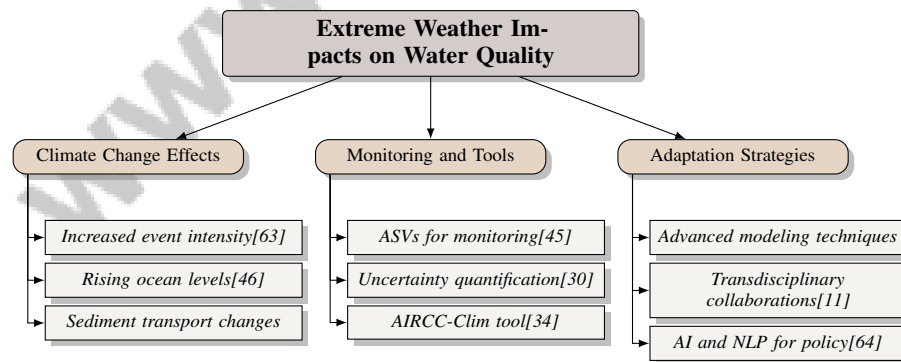 Extreme Weather Im-
pacts on Water Quality
Climate Change Effects
Monitoring and Tools
Adaptation Strategies
Increased event intensity[63]
Rising ocean levels[46]
Sediment transport changes
ASVs for monitoring[45]
Uncertainty quantification[30]
AIRCC-Clim tool[34]
Advanced modeling techniques
Transdisciplinary
collaborations[11]
AI and NLP for policy[64]
www